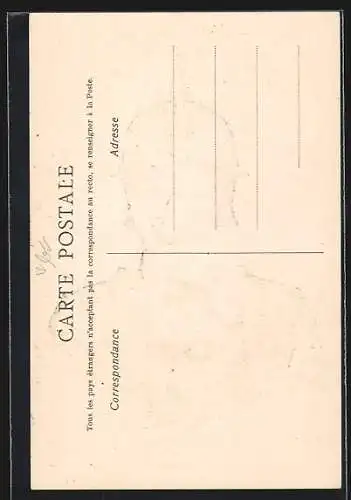 CARTE POSTALE
Tous les pays étrangers n'acceptant pas la correspondance au recto, se renseigner à la Poste.
Correspondance
Adresse